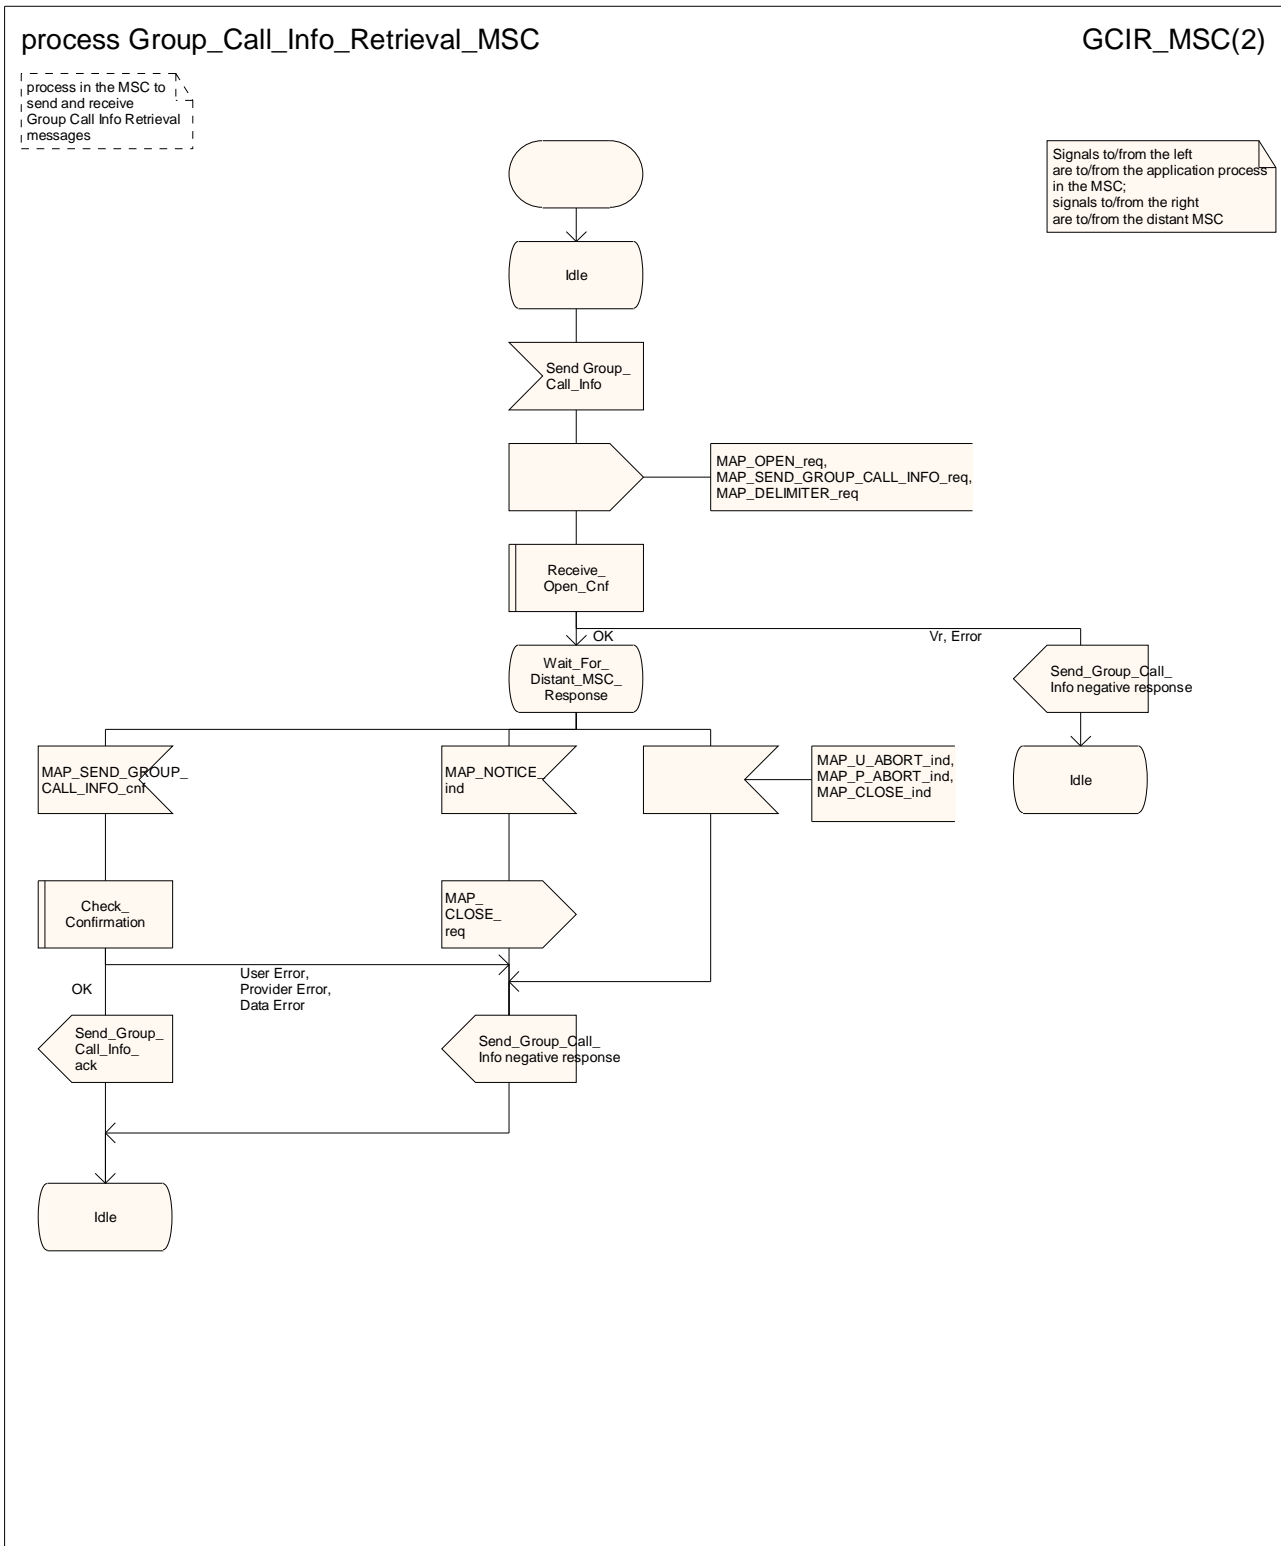 process Group_Call_Info_Retrieval_MSC
GCIR_MSC(2)
process in the MSC to
send and receive
Group Call Info Retrieval
messages
Signals to/from the left
are to/from the application process
in the MSC;
signals to/from the right
are to/from the distant MSC
Idle
Send Group_
Call_Info
MAP_OPEN_req,
MAP_SEND_GROUP_CALL_INFO_req,
MAP_DELIMITER_req
Receive_
Open_Cnf
OK
Vr, Error
Wait_For_
Distant_MSC_
Response
Send_Group_Call_
Info negative response
MAP_SEND_GROUP_
CALL_INFO_cnf
MAP_NOTICE_
ind
MAP_U_ABORT_ind,
MAP_P_ABORT_ind,
MAP_CLOSE_ind
Idle
Check_
Confirmation
MAP_
CLOSE_
req
User Error,
Provider Error,
Data Error
OK
Send_Group_
Call_Info_
ack
Send_Group_Call_
Info negative response
Idle